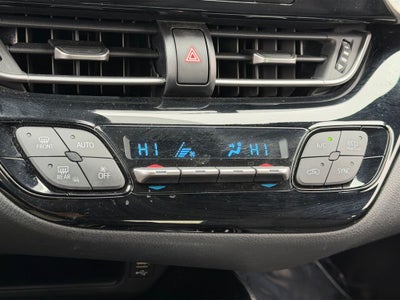 FRONT
AUTO
HI
HI
A/C
REAR
OFF
SYNC